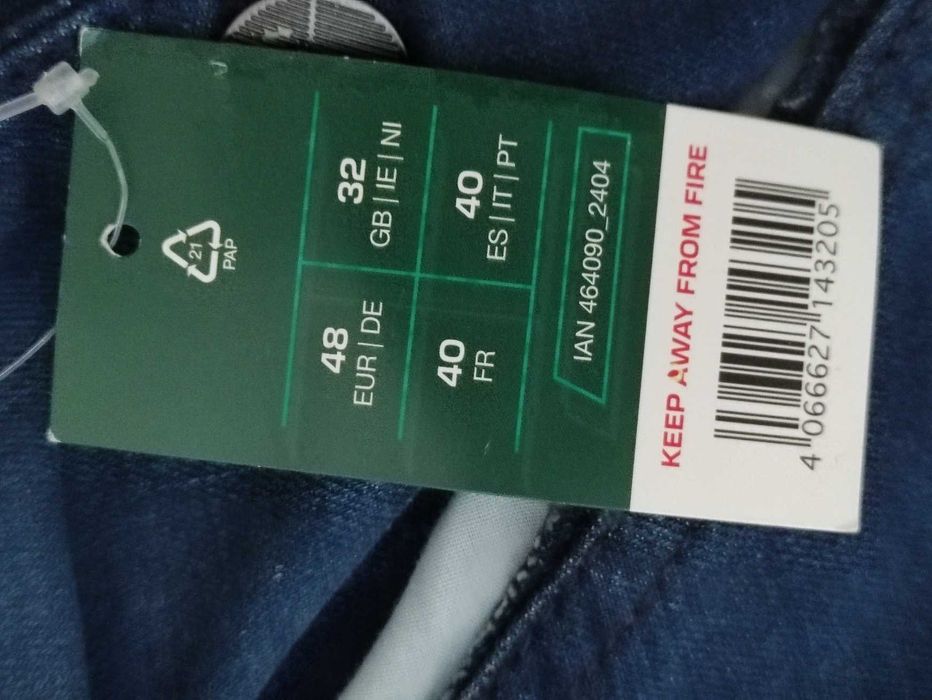 21
PAP
48
EUR | DE
32
GB | IE | NI
40
FR
40
ES | IT | PT
IAN 464090_2404
KEEP AWAY FROM FIRE
4 066627 143205